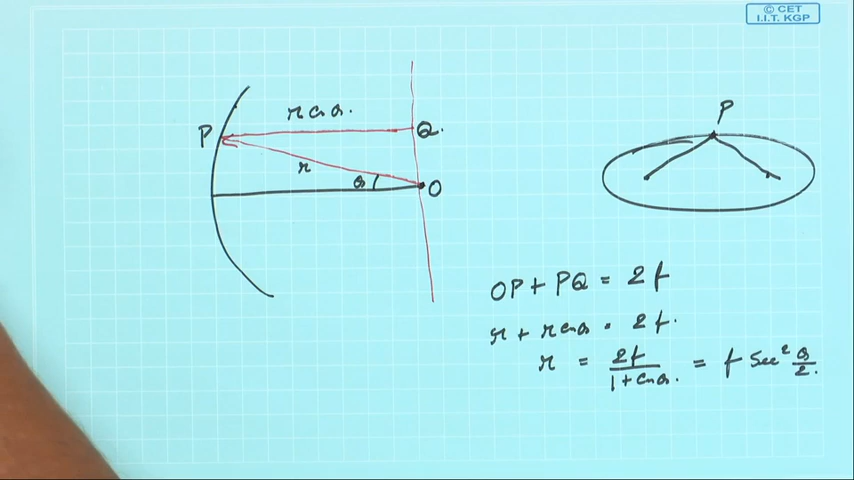 © CET
I.I.T. KGP
P
r cos θ.
Q.
r
θ
O
P
OP + PQ = 2f
r + r cos θ = 2f.
r = 2f / 1 + cos θ. = f Sec² θ/2.